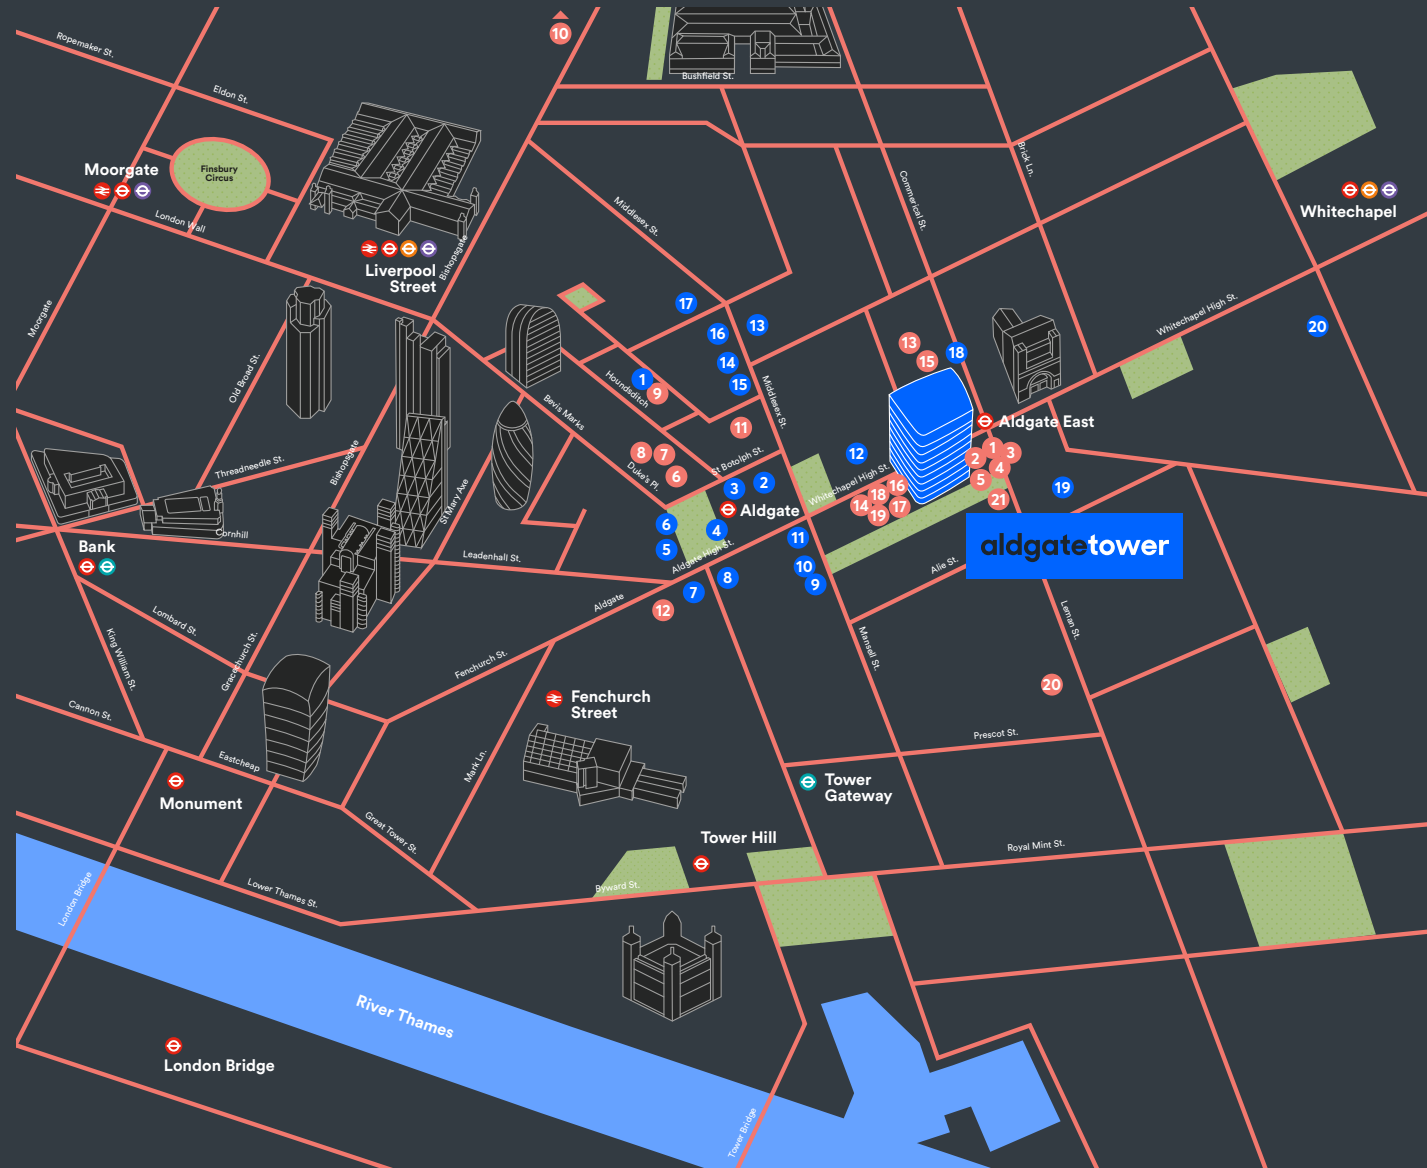 10
Ropemaker St.
Bushfield St.
Eldon St.
Moorgate
Finsbury
Circus
Brick Ln.
Commerical St.
Whitechapel
London Wall
Middlesex St.
Bishopsgate
Liverpool
Street
Moorgate
17
13
16
20
Whitechapel High St.
13
15
18
14
15
1
9
Old Broad St.
Houndsditch
Bevis Marks
Middlesex St.
Aldgate East
11
1
2
3
4
5
21
12
8
7
6
Duke's Pl.
St Botolph St.
Threadneedle St.
Bishopsgate
St Mary Axe
3
2
Whitechapel High St.
16
18
14
17
19
19
Aldgate
6
4
5
11
Cornhill
Bank
Leadenhall St.
Aldgate High St.
10
9
8
7
12
Alie St.
aldgatetower
Aldgate
Lombard St.
King William St.
Gracechurch St.
Fenchurch St.
Mansell St.
Leman St.
20
Fenchurch
Street
Cannon St.
Eastcheap
Mark Ln.
Prescot St.
Tower
Gateway
Monument
Great Tower St.
Tower Hill
Royal Mint St.
Byward St.
Lower Thames St.
London Bridge
River Thames
London Bridge
Tower Bridge